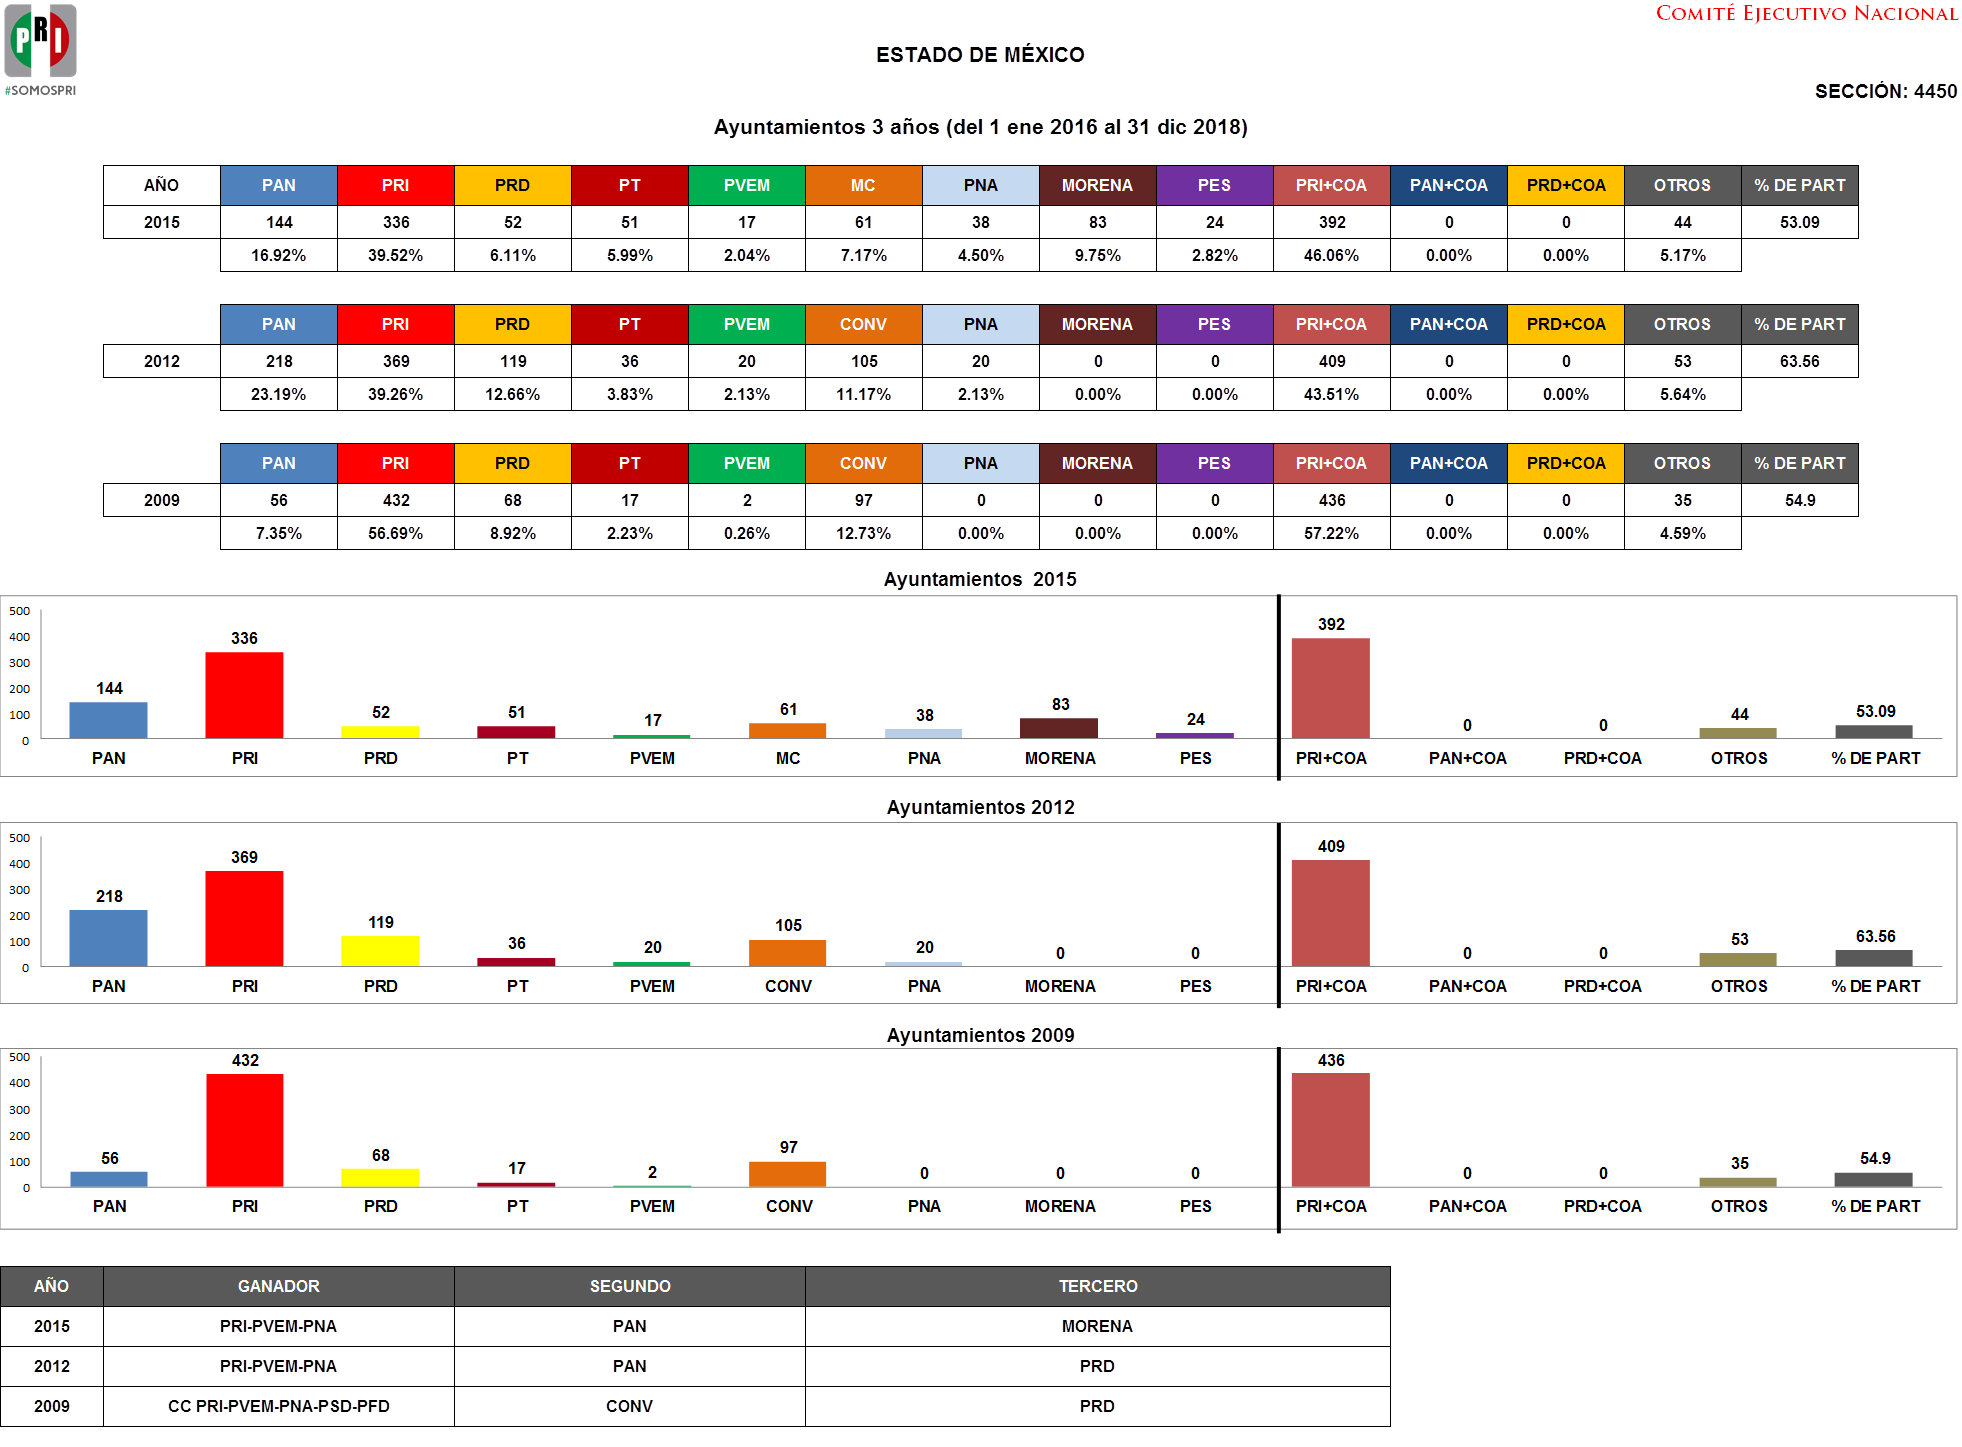 PRI
#SOMOSPRI
COMITÉ EJECUTIVO NACIONAL
ESTADO DE MÉXICO
SECCIÓN: 4450
Ayuntamientos 3 años (del 1 ene 2016 al 31 dic 2018)
AÑO PAN PRI PRD PT PVEM MC PNA MORENA PES PRI+COA PAN+COA PRD+COA OTROS % DE PART
2015 144 336 52 51 17 61 38 83 24 392 0 0 44 53.09
16.92% 39.52% 6.11% 5.99% 2.04% 7.17% 4.50% 9.75% 2.82% 46.06% 0.00% 0.00% 5.17%
PAN PRI PRD PT PVEM CONV PNA MORENA PES PRI+COA PAN+COA PRD+COA OTROS % DE PART
2012 218 369 119 36 20 105 20 0 0 409 0 0 53 63.56
23.19% 39.26% 12.66% 3.83% 2.13% 11.17% 2.13% 0.00% 0.00% 43.51% 0.00% 0.00% 5.64%
PAN PRI PRD PT PVEM CONV PNA MORENA PES PRI+COA PAN+COA PRD+COA OTROS % DE PART
2009 56 432 68 17 2 97 0 0 0 436 0 0 35 54.9
7.35% 56.69% 8.92% 2.23% 0.26% 12.73% 0.00% 0.00% 0.00% 57.22% 0.00% 0.00% 4.59%
Ayuntamientos 2015
500
400
300
200
100
0
144 336 52 51 17 61 38 83 24 392 0 0 44 53.09
PAN PRI PRD PT PVEM MC PNA MORENA PES PRI+COA PAN+COA PRD+COA OTROS % DE PART
Ayuntamientos 2012
500
400
300
200
100
0
218 369 119 36 20 105 20 0 0 409 0 0 53 63.56
PAN PRI PRD PT PVEM CONV PNA MORENA PES PRI+COA PAN+COA PRD+COA OTROS % DE PART
Ayuntamientos 2009
500
400
300
200
100
0
56 432 68 17 2 97 0 0 0 436 0 0 35 54.9
PAN PRI PRD PT PVEM CONV PNA MORENA PES PRI+COA PAN+COA PRD+COA OTROS % DE PART
AÑO GANADOR SEGUNDO TERCERO
2015 PRI-PVEM-PNA PAN MORENA
2012 PRI-PVEM-PNA PAN PRD
2009 CC PRI-PVEM-PNA-PSD-PFD CONV PRD